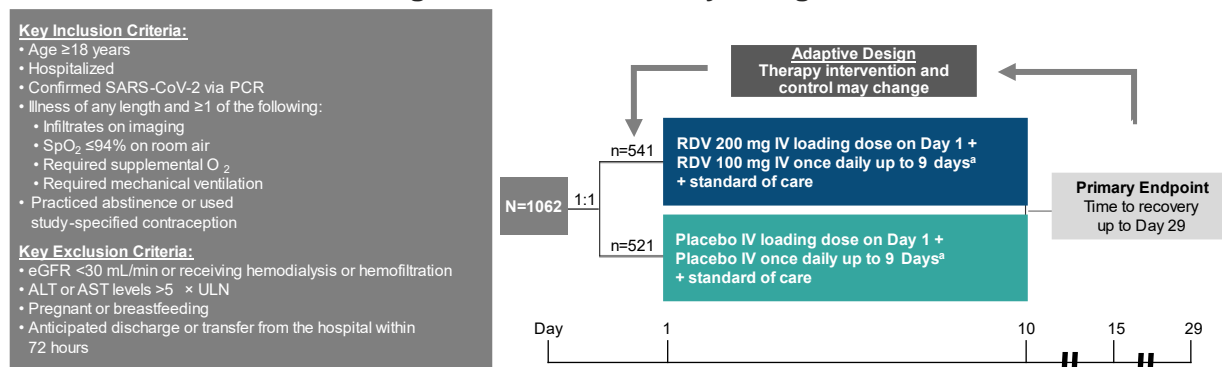 Key Inclusion Criteria:
• Age ≥18 years
• Hospitalized
• Confirmed SARS-CoV-2 via PCR
• Illness of any length and ≥1 of the following:
• Infiltrates on imaging
• SpO₂ ≤94% on room air
• Required supplemental O ₂
• Required mechanical ventilation
• Practiced abstinence or used
study-specified contraception
Key Exclusion Criteria:
• eGFR <30 mL/min or receiving hemodialysis or hemofiltration
• ALT or AST levels >5 × ULN
• Pregnant or breastfeeding
• Anticipated discharge or transfer from the hospital within
72 hours
Adaptive Design
Therapy intervention and
control may change
N=1062
1:1
n=541
RDV 200 mg IV loading dose on Day 1 +
RDV 100 mg IV once daily up to 9 daysᵃ
+ standard of care
n=521
Placebo IV loading dose on Day 1 +
Placebo IV once daily up to 9 Daysᵃ
+ standard of care
Primary Endpoint
Time to recovery
up to Day 29
Day 1 10 15 29